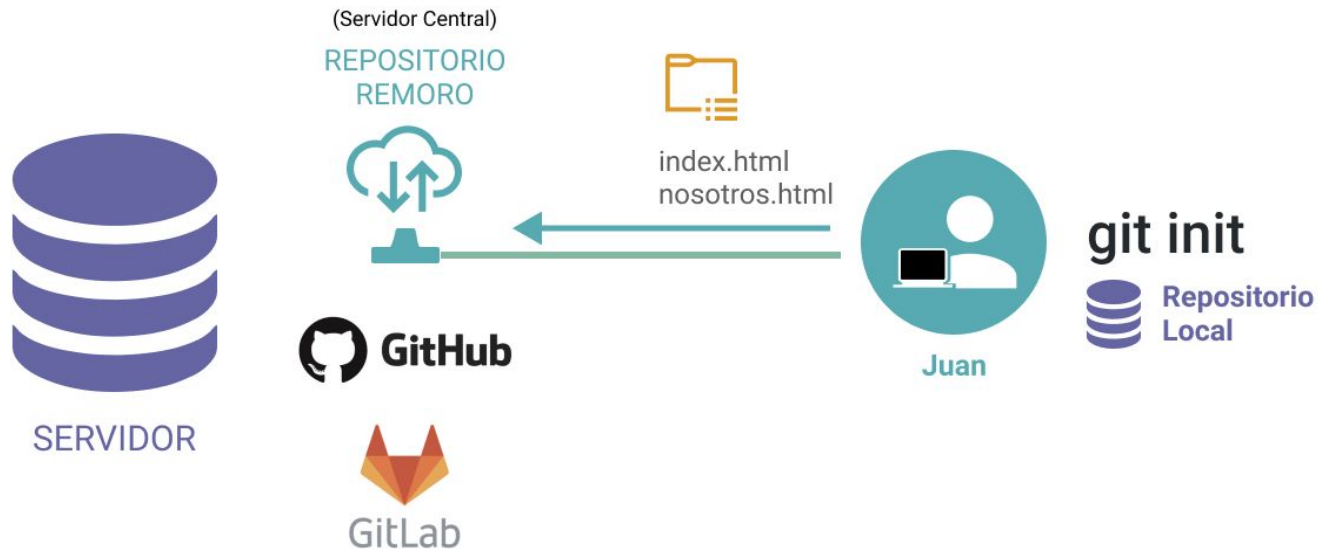 (Servidor Central)
REPOSITORIO
REMORO
index.html
nosotros.html
git init
Repositorio
Local
Juan
GitHub
SERVIDOR
GitLab